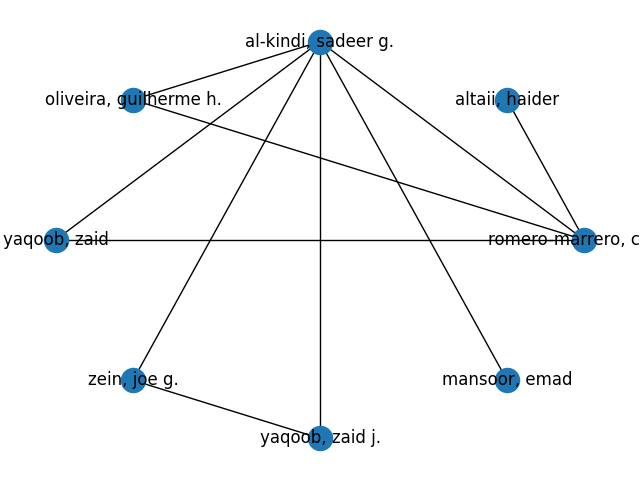 al-kindi, sadeer g.
oliveira, guilherme h.
altaii, haider
yaqoob, zaid
romero marrero, c
zein, joe g.
mansoor, emad
yaqoob, zaid j.